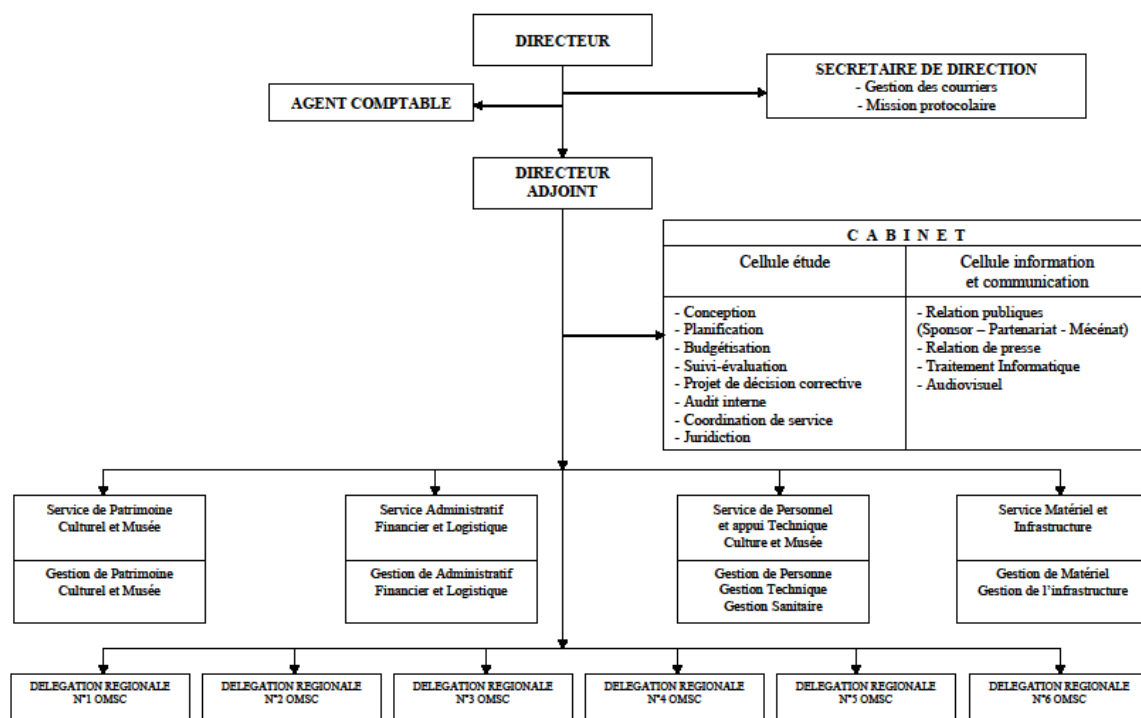 DIRECTEUR
SECRETAIRE DE DIRECTION
- Gestion des courriers
- Mission protocolaire
AGENT COMPTABLE
DIRECTEUR
ADJOINT
C A B I N E T
Cellule étude
Cellule information
et communication
- Conception
- Planification
- Budgétisation
- Suivi-évaluation
- Projet de décision corrective
- Audit interne
- Coordination de service
- Juridiction
- Relation publiques
(Sponsor – Partenariat - Mécénat)
- Relation de presse
- Traitement Informatique
- Audiovisuel
Service de Patrimoine
Culturel et Musée
Gestion de Patrimoine
Culturel et Musée
Service Administratif
Financier et Logistique
Gestion de Administratif
Financier et Logistique
Service de Personnel
et appui Technique
Culture et Musée
Gestion de Personne
Gestion Technique
Gestion Sanitaire
Service Matériel et
Infrastructure
Gestion de Matériel
Gestion de l'infrastructure
DELEGATION REGIONALE
N°1 OMSC
DELEGATION REGIONALE
N°2 OMSC
DELEGATION REGIONALE
N°3 OMSC
DELEGATION REGIONALE
N°4 OMSC
DELEGATION REGIONALE
N°5 OMSC
DELEGATION REGIONALE
N°6 OMSC